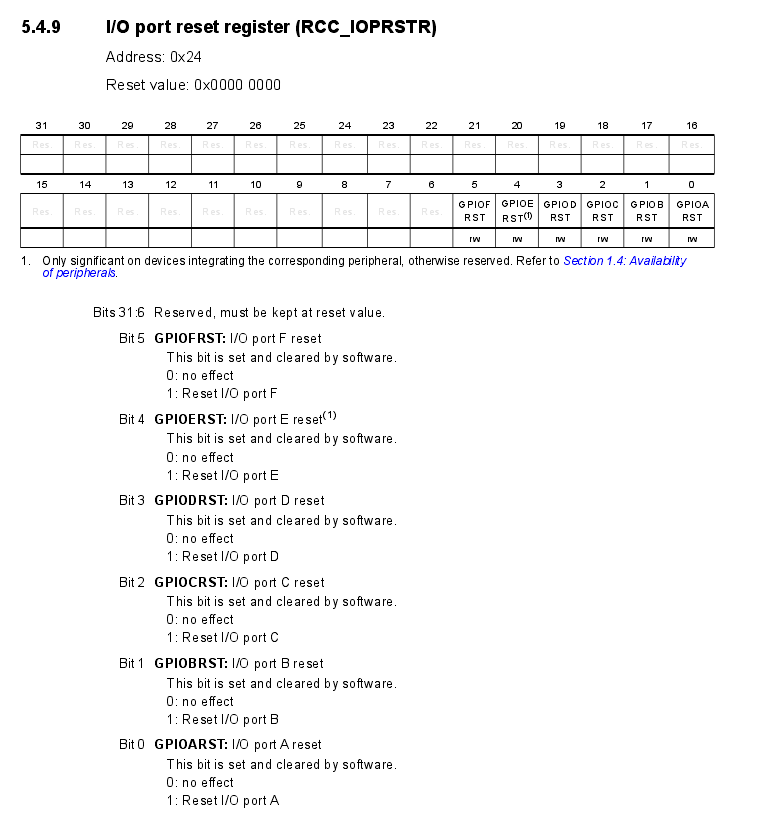 5.4.9 I/O port reset register (RCC_IOPRSTR)
Address: 0x24
Reset value: 0x0000 0000
31 30 29 28 27 26 25 24 23 22 21 20 19 18 17 16
Res. Res. Res. Res. Res. Res. Res. Res. Res. Res. Res. Res. Res. Res. Res. Res.
15 14 13 12 11 10 9 8 7 6 5 4 3 2 1 0
Res. Res. Res. Res. Res. Res. Res. Res. Res. Res. GPIOF RST GPIOE RST(1) GPIOD RST GPIOC RST GPIOB RST GPIOA RST
rw rw rw rw rw rw
1. Only significant on devices integrating the corresponding peripheral, otherwise reserved. Refer to Section 1.4: Availability
of peripherals.
Bits 31:6 Reserved, must be kept at reset value.
Bit 5 GPIOFRST: I/O port F reset
This bit is set and cleared by software.
0: no effect
1: Reset I/O port F
Bit 4 GPIOERST: I/O port E reset(1)
This bit is set and cleared by software.
0: no effect
1: Reset I/O port E
Bit 3 GPIODRST: I/O port D reset
This bit is set and cleared by software.
0: no effect
1: Reset I/O port D
Bit 2 GPIOCRST: I/O port C reset
This bit is set and cleared by software.
0: no effect
1: Reset I/O port C
Bit 1 GPIOBRST: I/O port B reset
This bit is set and cleared by software.
0: no effect
1: Reset I/O port B
Bit 0 GPIOARST: I/O port A reset
This bit is set and cleared by software.
0: no effect
1: Reset I/O port A